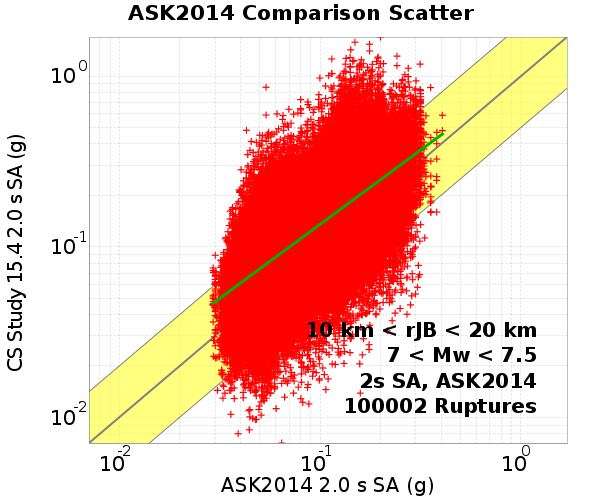 ASK2014 Comparison Scatter
CS Study 15.4 2.0 s SA (g)
10⁰
10⁻¹
10⁻²
10 km < rJB < 20 km
7 < Mw < 7.5
2s SA, ASK2014
100002 Ruptures
10⁻² 10⁻¹ 10⁰
ASK2014 2.0 s SA (g)